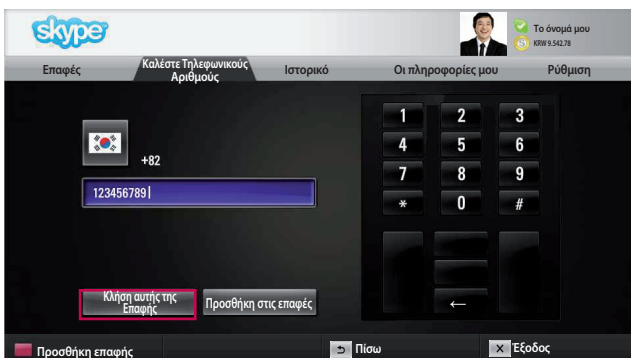 skype
Το όνομά μου
KRW 9.542.78
Επαφές
Καλέστε Τηλεφωνικούς
Αριθμούς
Ιστορικό
Οι πληροφορίες μου
Ρύθμιση
+82
123456789
1 2 3
4 5 6
7 8 9
* 0 #
←
Κλήση αυτής της
Επαφής
Προσθήκη στις επαφές
Προσθήκη επαφής
Πίσω
X Έξοδος